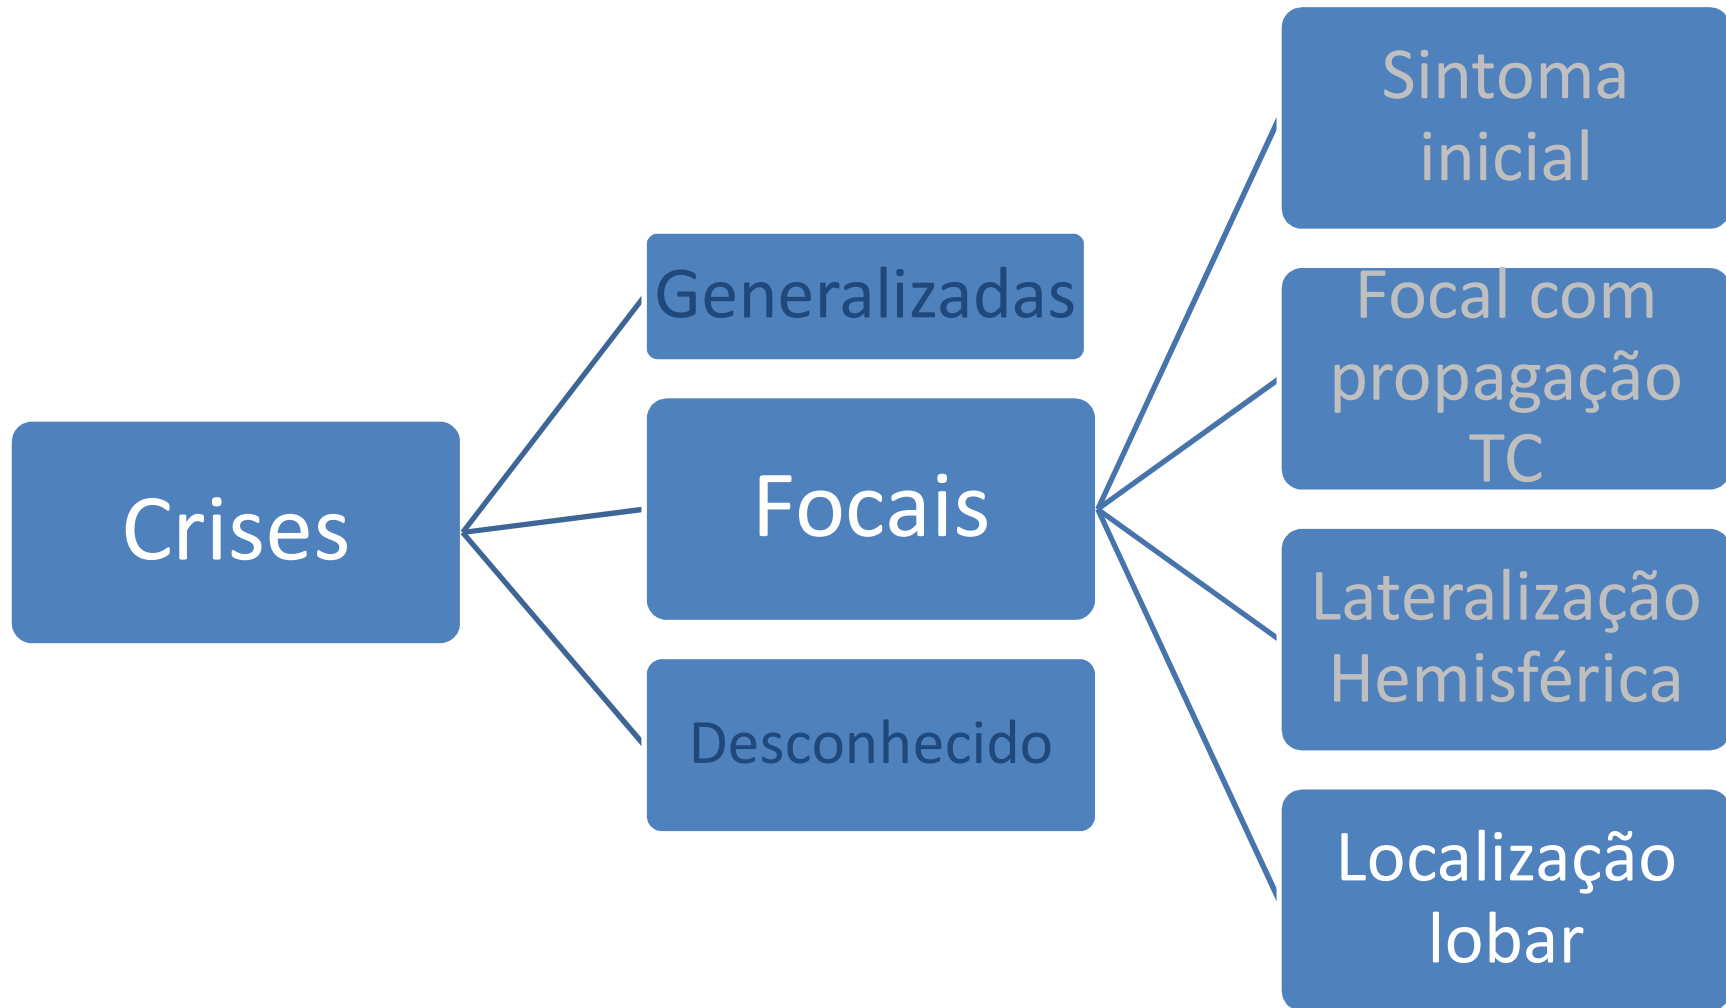 Crises
Generalizadas
Focais
Desconhecido
Sintoma
inicial
Focal com
propagação
TC
Lateralização
Hemisférica
Localização
lobar